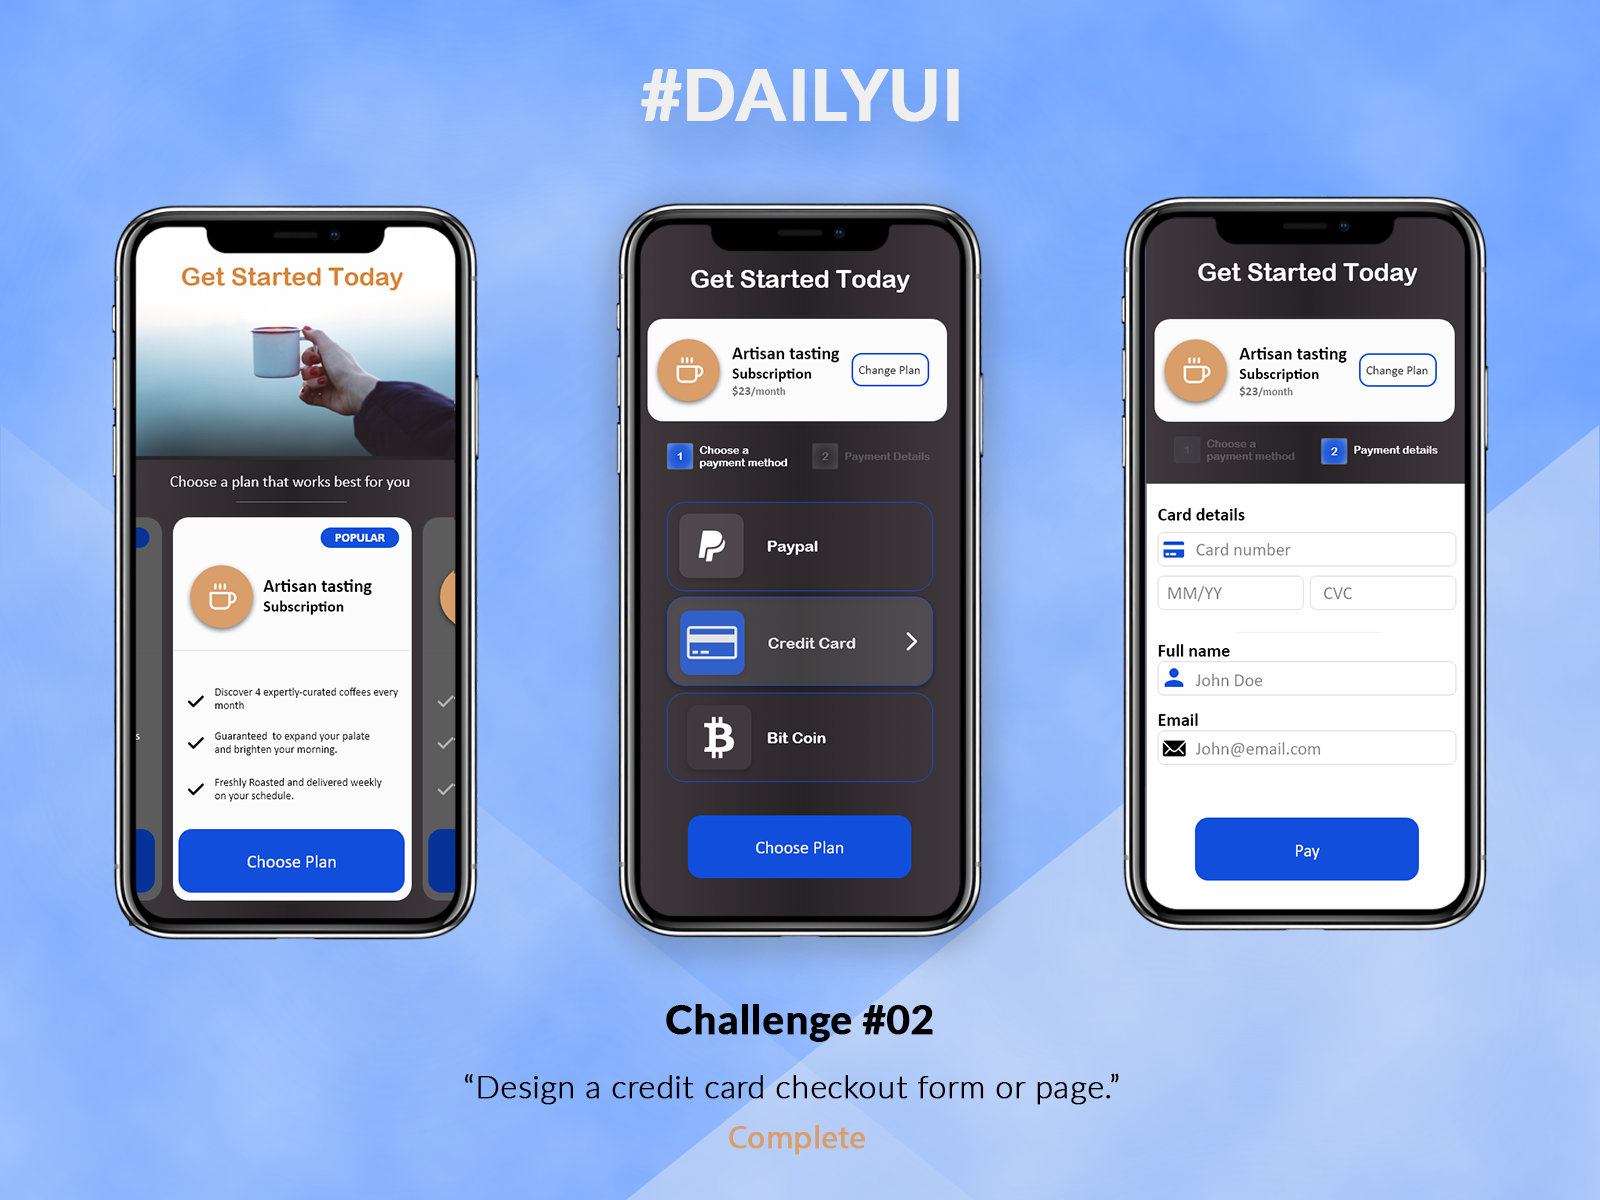 #DAILYUI
Get Started Today
Choose a plan that works best for you
POPULAR
Artisan tasting
Subscription
Discover 4 expertly-curated coffees every
month
Guaranteed to expand your palate
and brighten your morning.
Freshly Roasted and delivered weekly
on your schedule.
Choose Plan
s
Get Started Today
Artisan tasting
Subscription
$23/month
Change Plan
1
Choose a
payment method
2
Payment Details
Paypal
Credit Card
Bit Coin
Choose Plan
Get Started Today
Artisan tasting
Subscription
$23/month
Change Plan
1
Choose a
payment method
2
Payment details
Card details
Card number
MM/YY
CVC
Full name
John Doe
Email
John@email.com
Pay
Challenge #02
“Design a credit card checkout form or page.”
Complete